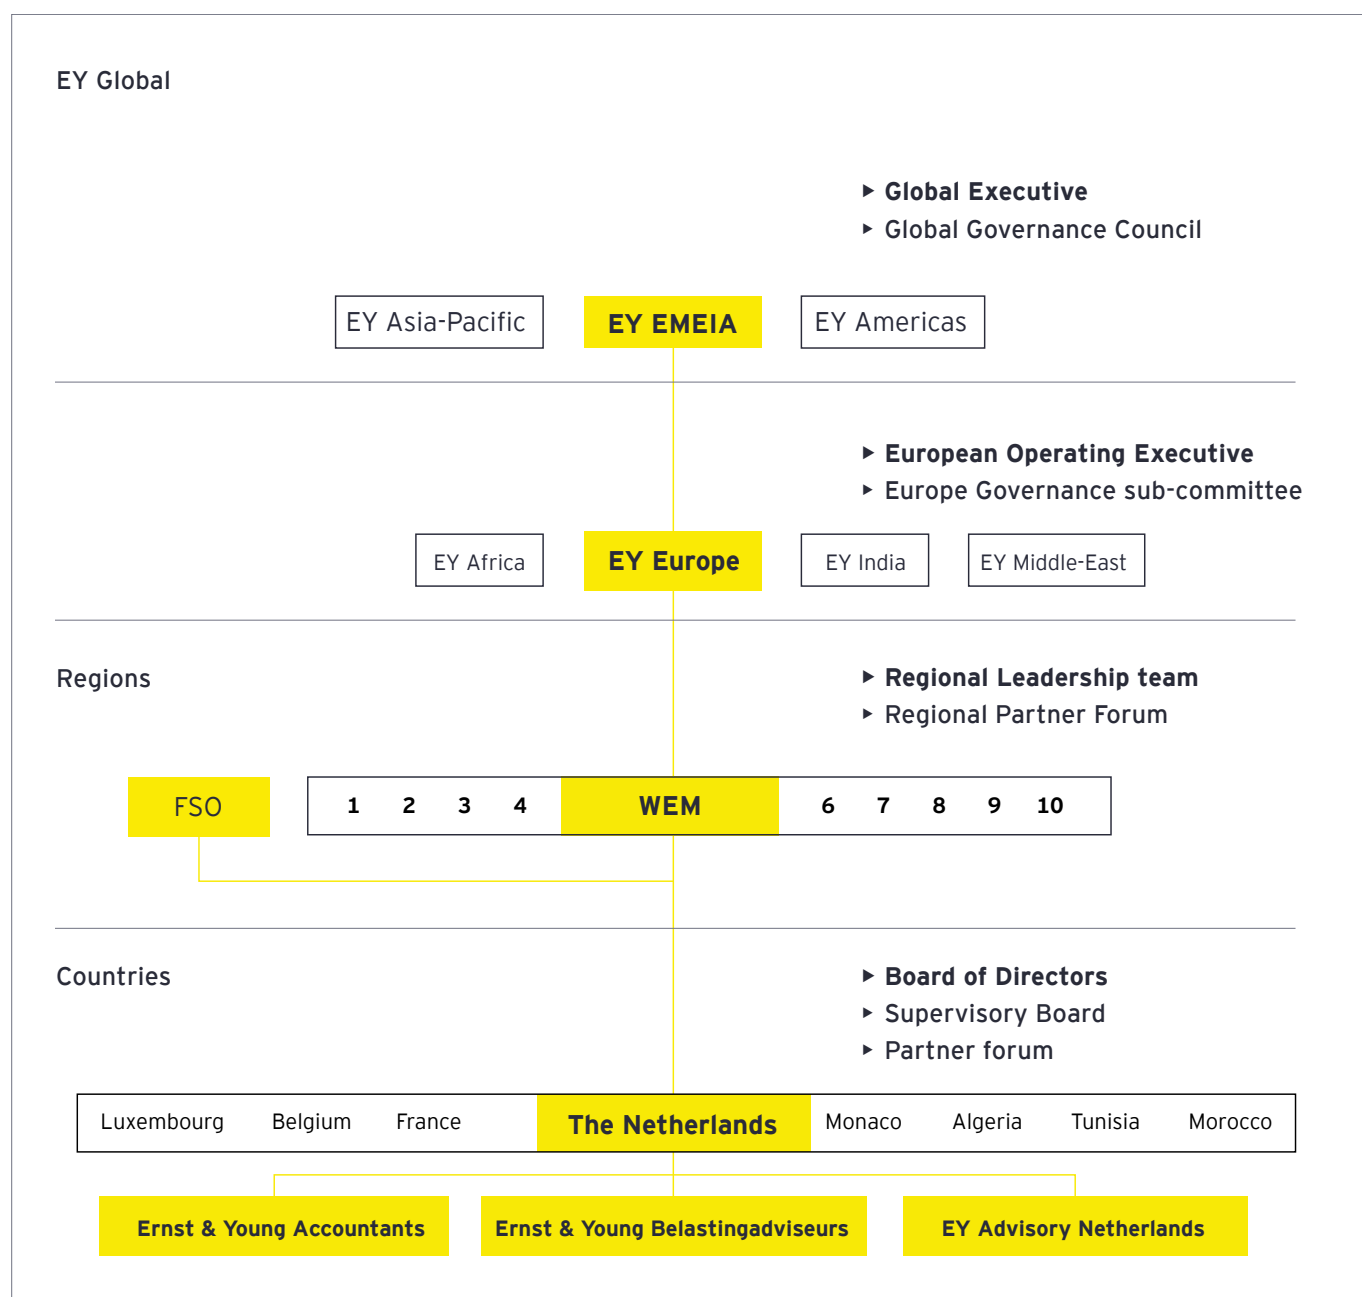 EY Global
▸ Global Executive
▸ Global Governance Council
EY Asia-Pacific EY EMEIA EY Americas
▸ European Operating Executive
▸ Europe Governance sub-committee
EY Africa EY Europe EY India EY Middle-East
Regions
▸ Regional Leadership team
▸ Regional Partner Forum
FSO 1 2 3 4 WEM 6 7 8 9 10
Countries
▸ Board of Directors
▸ Supervisory Board
▸ Partner forum
Luxembourg Belgium France The Netherlands Monaco Algeria Tunisia Morocco
Ernst & Young Accountants Ernst & Young Belastingadviseurs EY Advisory Netherlands